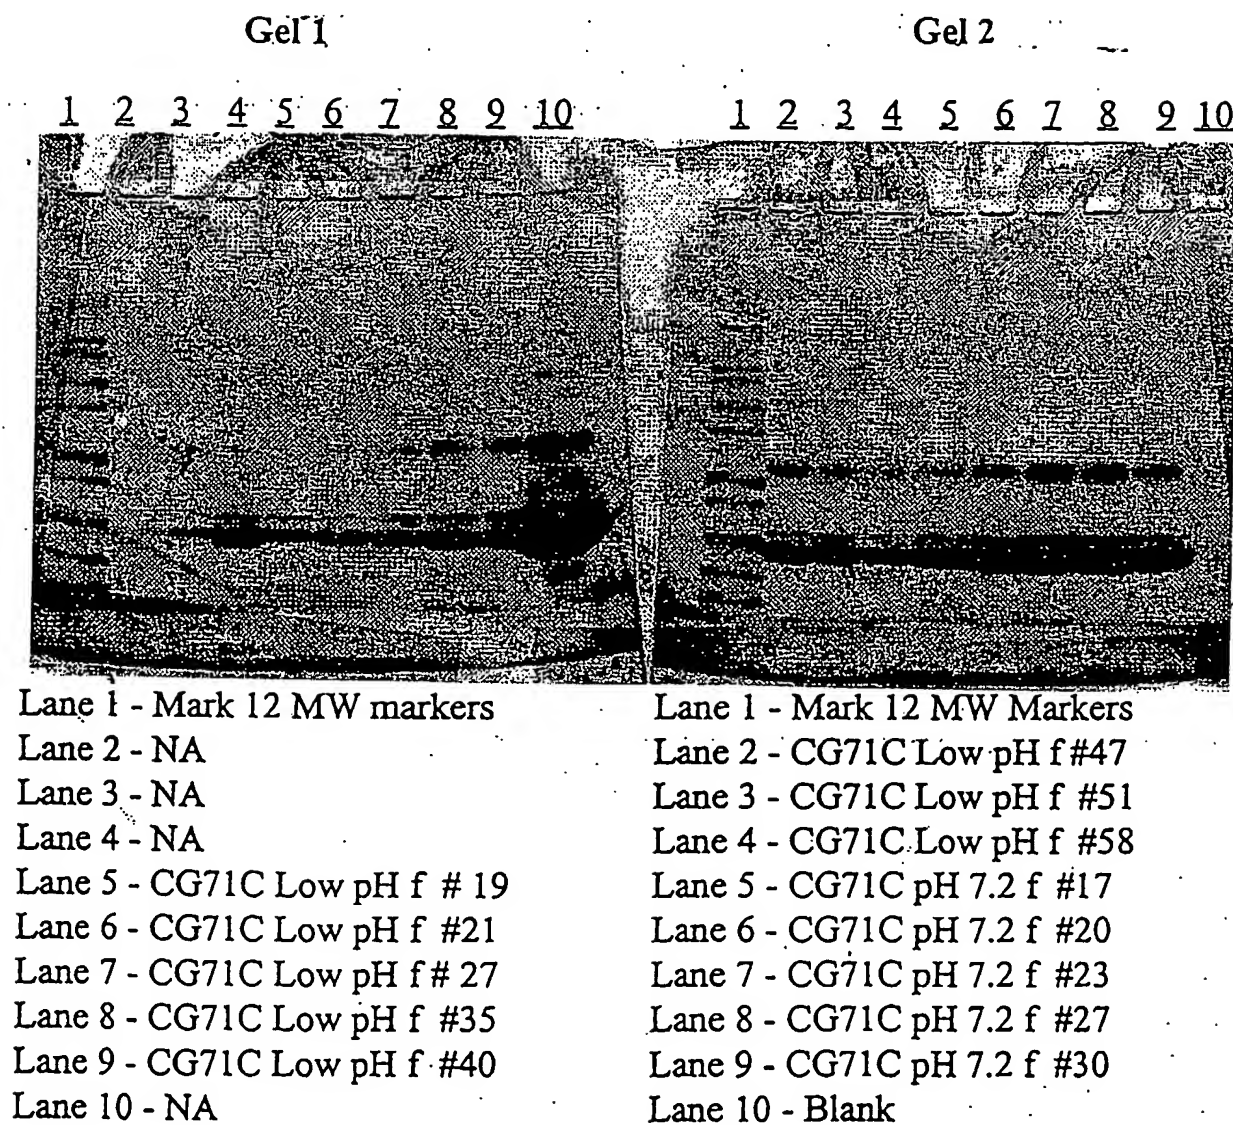 Gel 1
Gel 2
1 2 3 4 5 6 7 8 9 10
1 2 3 4 5 6 7 8 9 10
Lane 1 - Mark 12 MW markers
Lane 2 - NA
Lane 3 - NA
Lane 4 - NA
Lane 5 - CG71C Low pH f # 19
Lane 6 - CG71C Low pH f #21
Lane 7 - CG71C Low pH f # 27
Lane 8 - CG71C Low pH f #35
Lane 9 - CG71C Low pH f #40
Lane 10 - NA
Lane 1 - Mark 12 MW Markers
Lane 2 - CG71C Low pH f #47
Lane 3 - CG71C Low pH f #51
Lane 4 - CG71C Low pH f #58
Lane 5 - CG71C pH 7.2 f #17
Lane 6 - CG71C pH 7.2 f #20
Lane 7 - CG71C pH 7.2 f #23
Lane 8 - CG71C pH 7.2 f #27
Lane 9 - CG71C pH 7.2 f #30
Lane 10 - Blank